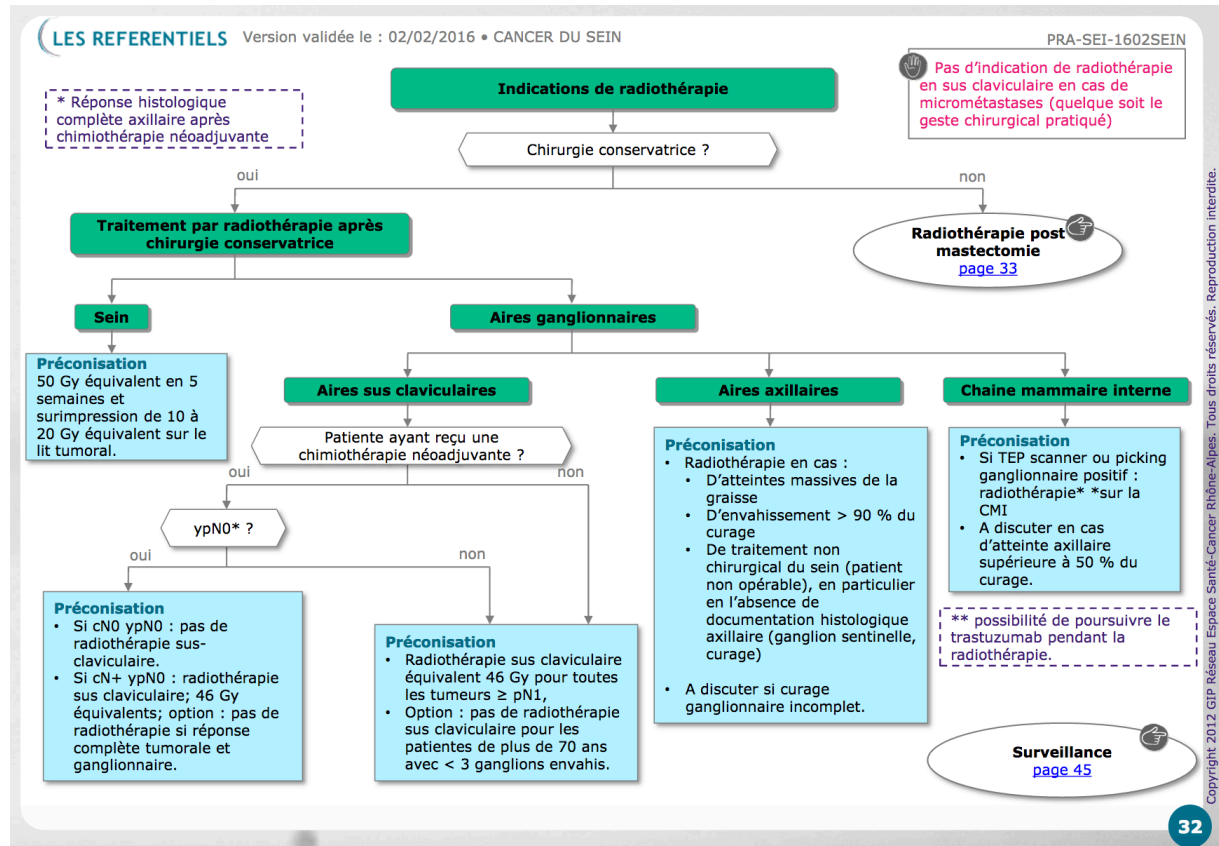 LES REFERENTIELS Version validée le : 02/02/2016 • CANCER DU SEIN
PRA-SEI-1602SEIN
* Réponse histologique
complète axillaire après
chimiothérapie néoadjuvante
Indications de radiothérapie
Pas d'indication de radiothérapie
en sus claviculaire en cas de
micrométastases (quelque soit le
geste chirurgical pratiqué)
Chirurgie conservatrice ?
oui
non
Traitement par radiothérapie après
chirurgie conservatrice
Radiothérapie post
mastectomie
page 33
Sein
Aires ganglionnaires
Préconisation
50 Gy équivalent en 5
semaines et
surimpression de 10 à
20 Gy équivalent sur le
lit tumoral.
Aires sus claviculaires
Aires axillaires
Chaine mammaire interne
Patiente ayant reçu une
chimiothérapie néoadjuvante ?
oui
non
ypN0* ?
oui
non
Préconisation
• Si cN0 ypN0 : pas de
radiothérapie sus-
claviculaire.
• Si cN+ ypN0 : radiothérapie
sus claviculaire; 46 Gy
équivalents; option : pas de
radiothérapie si réponse
complète tumorale et
ganglionnaire.
Préconisation
• Radiothérapie sus claviculaire
équivalent 46 Gy pour toutes
les tumeurs ≥ pN1,
• Option : pas de radiothérapie
sus claviculaire pour les
patientes de plus de 70 ans
avec < 3 ganglions envahis.
Préconisation
• Radiothérapie en cas :
• D'atteintes massives de la
graisse
• D'envahissement > 90 % du
curage
• De traitement non
chirurgical du sein (patient
non opérable), en particulier
en l'absence de
documentation histologique
axillaire (ganglion sentinelle,
curage)
• A discuter si curage
ganglionnaire incomplet.
Préconisation
• Si TEP scanner ou picking
ganglionnaire positif :
radiothérapie* *sur la
CMI
• A discuter en cas
d'atteinte axillaire
supérieure à 50 % du
curage.
** possibilité de poursuivre le
trastuzumab pendant la
radiothérapie.
Surveillance
page 45
Copyright 2012 GIP Réseau Espace Santé-Cancer Rhône-Alpes. Tous droits réservés. Reproduction interdite.
32